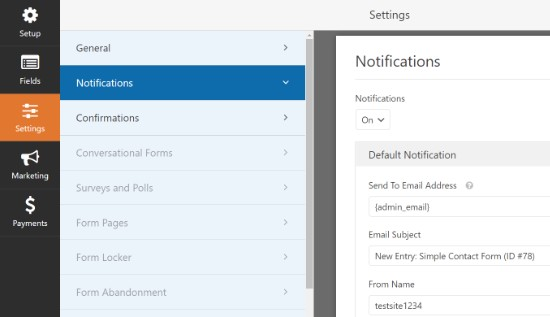 Settings
Setup
Fields
Settings
Marketing
Payments
General
Notifications
Confirmations
Conversational Forms
Surveys and Polls
Form Pages
Form Locker
Form Abandonment
Notifications
Notifications
On
Default Notification
Send To Email Address
{admin_email}
Email Subject
New Entry: Simple Contact Form (ID #78)
From Name
testsite1234